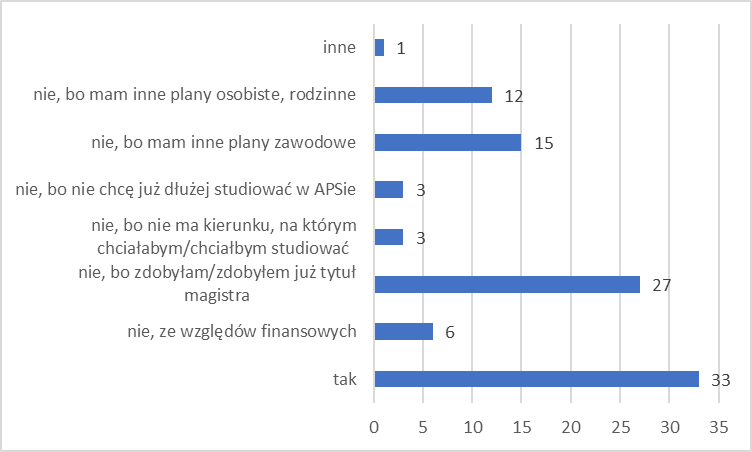 inne 1
nie, bo mam inne plany osobiste, rodzinne 12
nie, bo mam inne plany zawodowe 15
nie, bo nie chcę już dłużej studiować w APSie 3
nie, bo nie ma kierunku, na którym
chciałabym/chciałbym studiować 3
nie, bo zdobyłam/zdobyłem już tytuł
magistra 27
nie, ze względów finansowych 6
tak 33
0 5 10 15 20 25 30 35